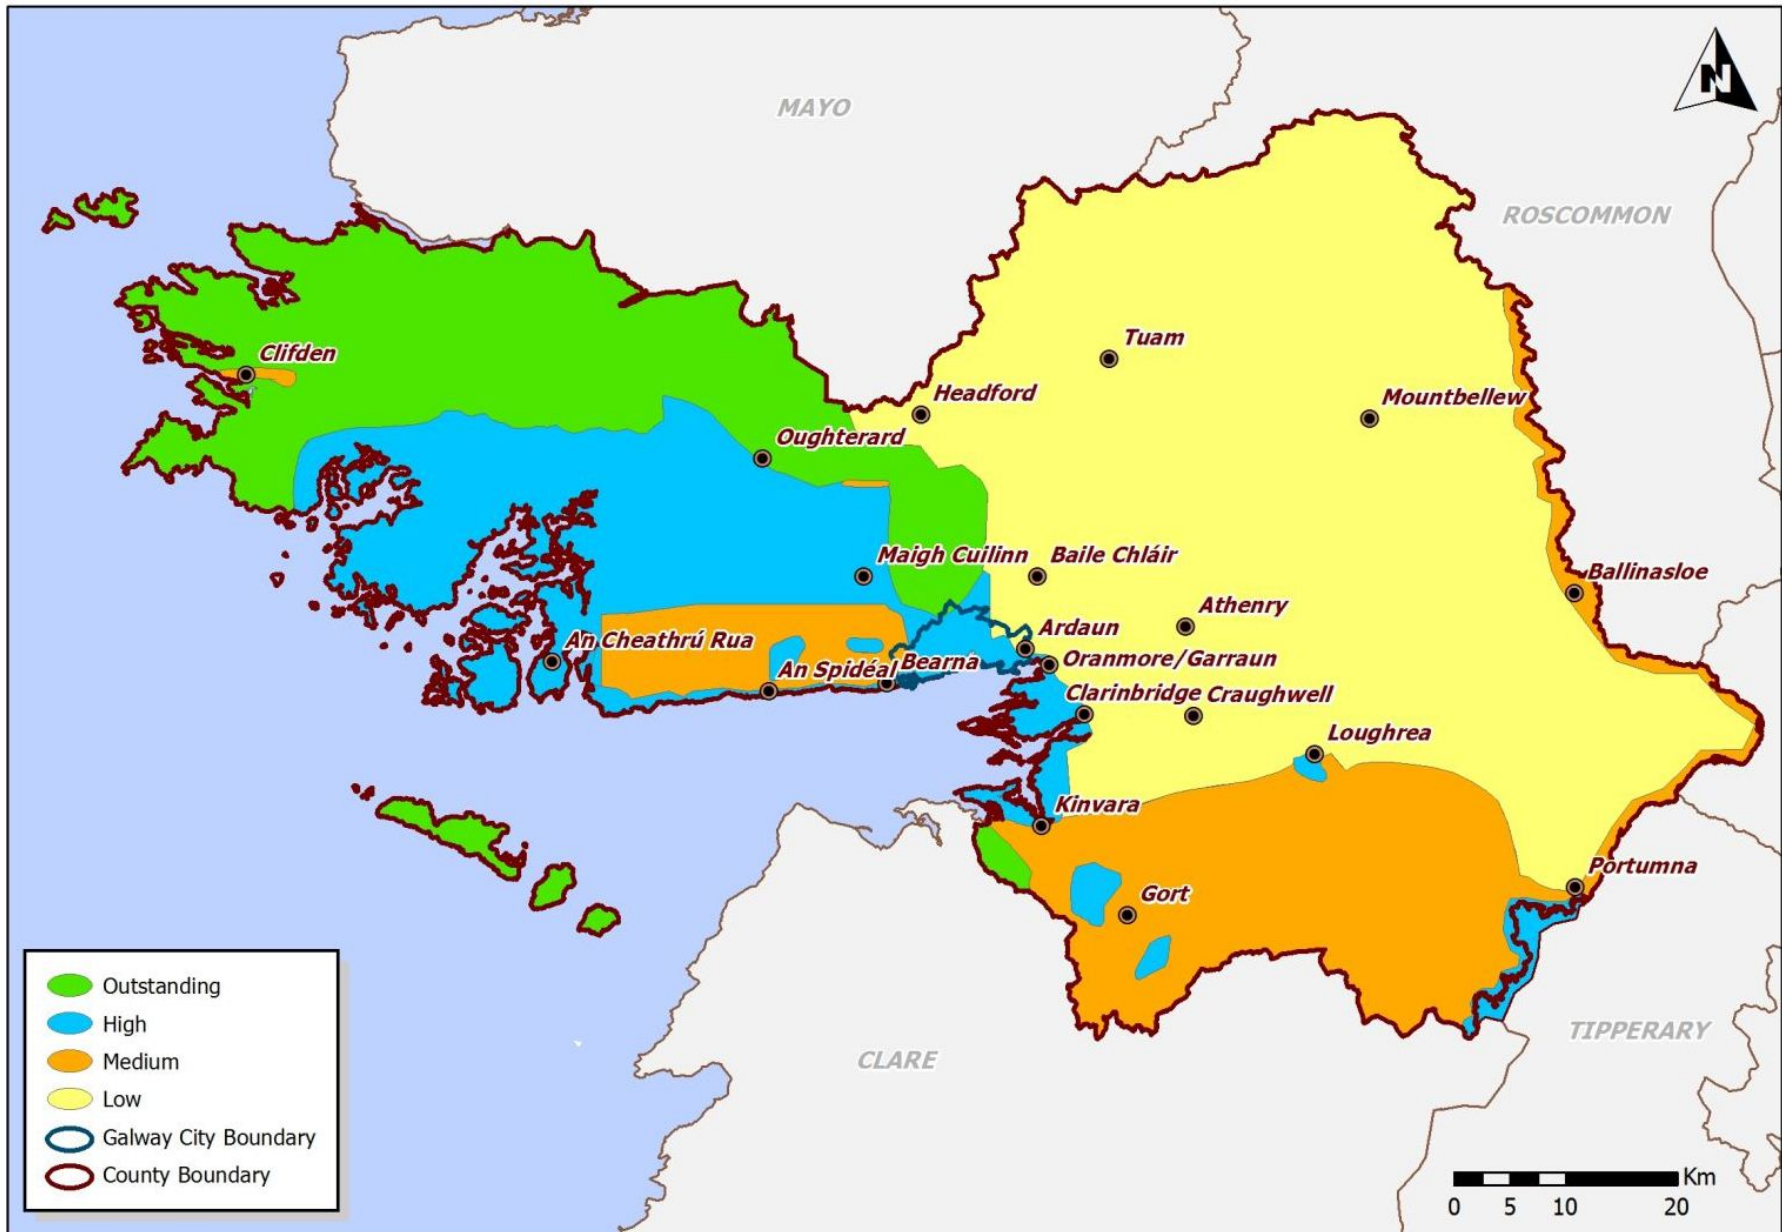 N
MAYO
ROSCOMMON
Clifden
Tuam
Headford
Mountbellew
Oughterard
Maigh Cuilinn
Baile Chláir
Ballinasloe
Athenry
Ardaun
An Cheathrú Rua
Bearna
Oranmore/Garraun
An Spidéal
Clarinbridge
Craughwell
Loughrea
Kinvara
Portumna
Gort
CLARE
TIPPERARY
Outstanding
High
Medium
Low
Galway City Boundary
County Boundary
Km
0 5 10 20